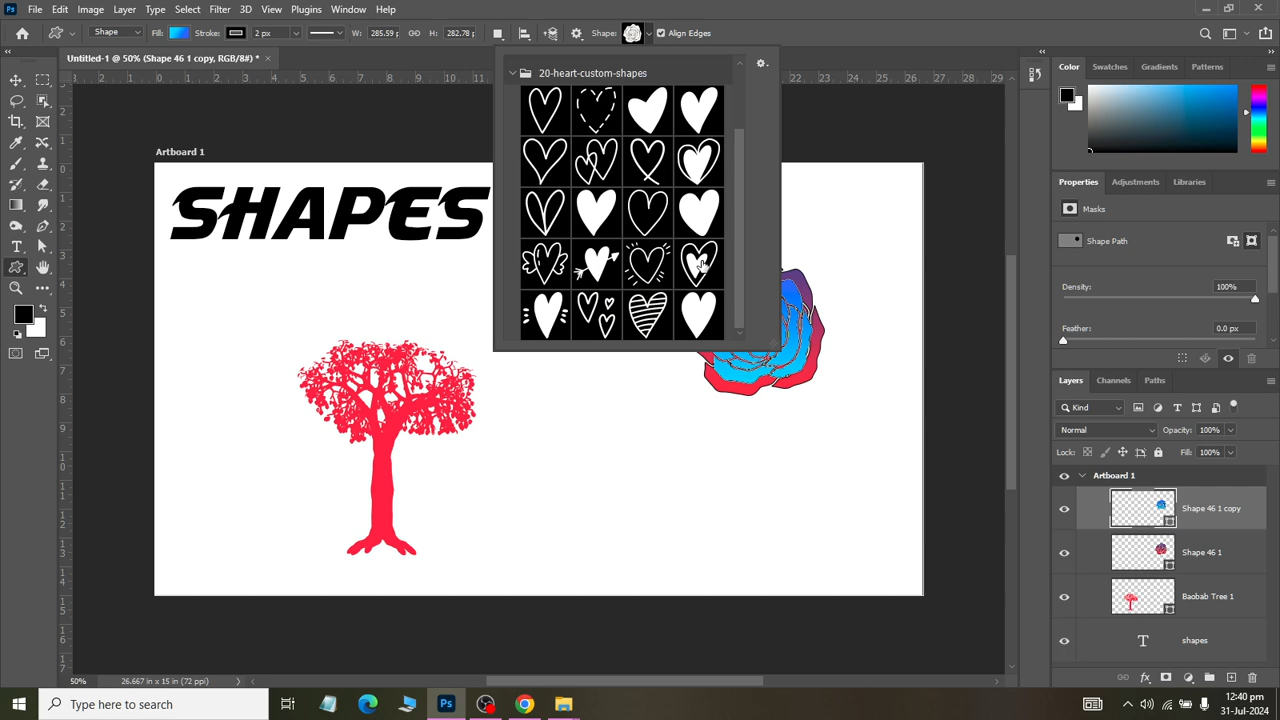 Ps File Edit Image Layer Type Select Filter 3D View Plugins Window Help
Shape Fill: Stroke: 2 px W: 285.59 p H: 282.78 p Shape: Align Edges
Untitled-1 @ 50% (Shape 46 1 copy, RGB/8#) *
20-heart-custom-shapes
Artboard 1
SHAPES
Color Swatches Gradients Patterns
Properties Adjustments Libraries
Masks
Shape Path
Density: 100%
Feather: 0.0 px
Layers Channels Paths
Kind
Normal Opacity: 100%
Lock: Fill: 100%
Artboard 1
Shape 46 1 copy
Shape 46 1
Baobab Tree 1
T shapes
50% 26.667 in x 15 in (72 ppi)
Type here to search
Ps
12:40 pm
31-Jul-2024